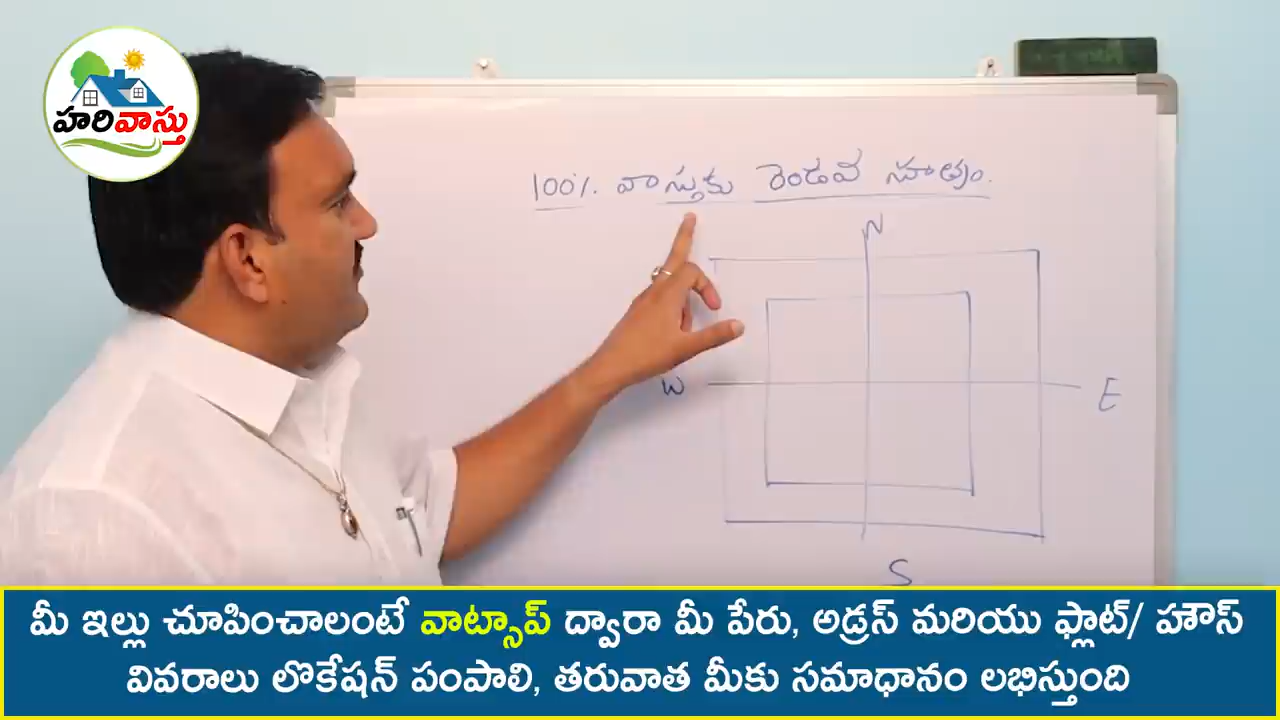 హరివాస్తు
100% వాస్తుకు రెండవ సూత్రం.
N
W
E
S
మీ ఇల్లు చూపించాలంటే వాట్సాప్ ద్వారా మీ పేరు, అడ్రస్ మరియు ఫ్లాట్/ హౌస్
వివరాలు లొకేషన్ పంపాలి, తరువాత మీకు సమాధానం లభిస్తుంది